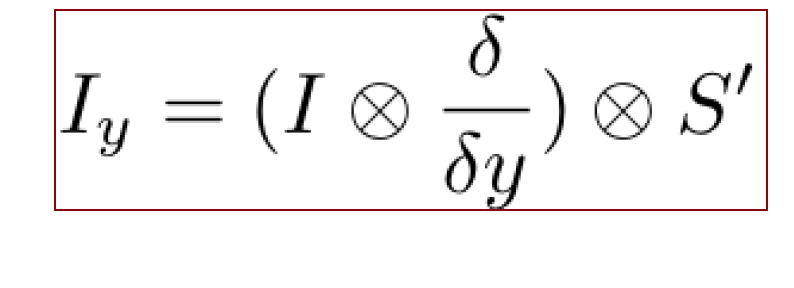 I_y = (I ⊗ δ/δy) ⊗ S′